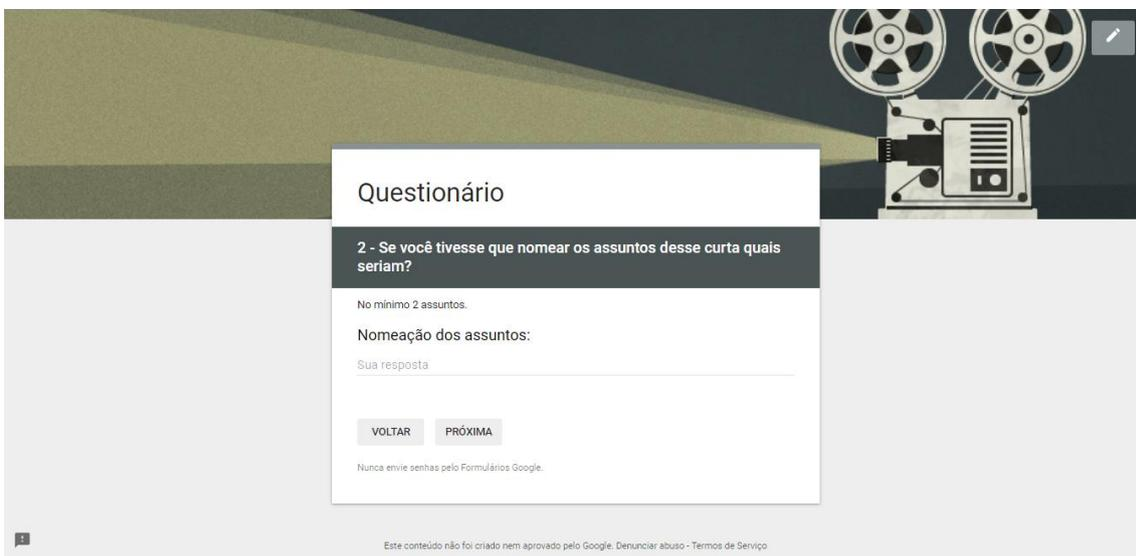 Questionário
2 - Se você tivesse que nomear os assuntos desse curta quais
seriam?
No mínimo 2 assuntos.
Nomeação dos assuntos:
Sua resposta
VOLTAR PRÓXIMA
Nunca envie senhas pelo Formulários Google.
Este conteúdo não foi criado nem aprovado pelo Google. Denunciar abuso - Termos de Serviço